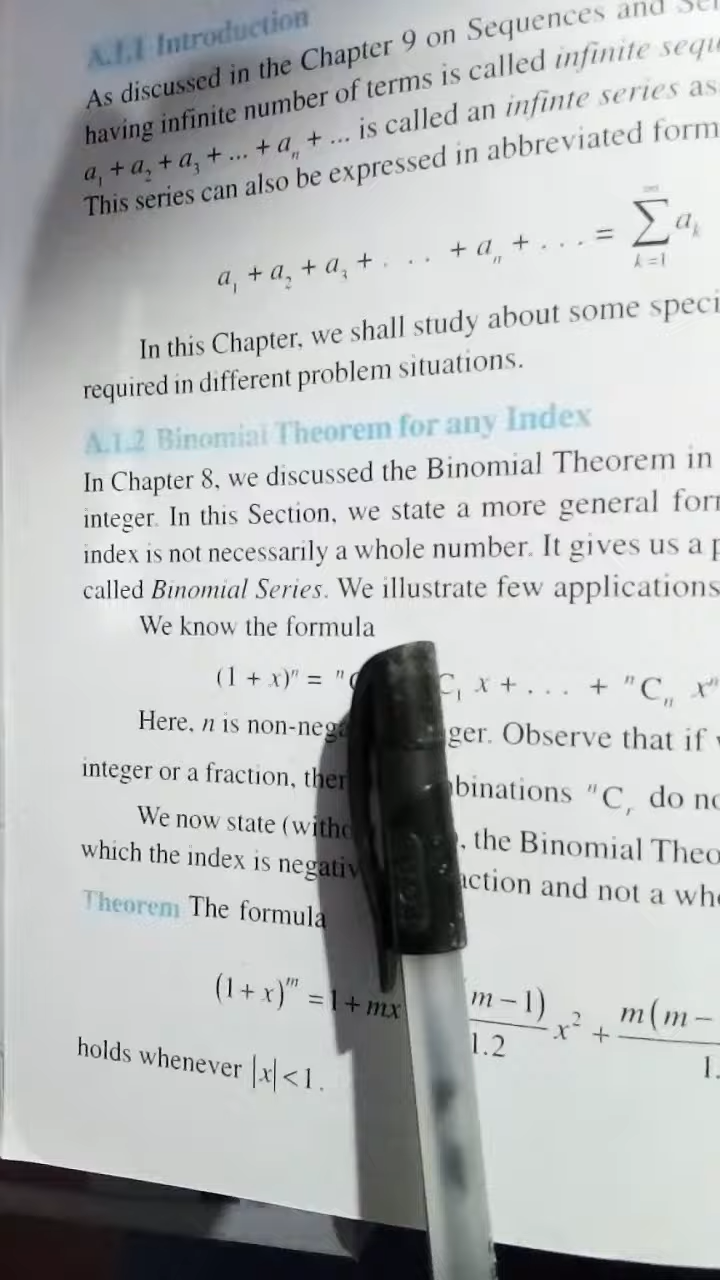 A.1.1 Introduction
As discussed in the Chapter 9 on Sequences and
having infinite number of terms is called infinite
a₁ + a₂ + a₃ + ... + aₙ + ... is called an infinte series as
This series can also be expressed in abbreviated form
a₁ + a₂ + a₃ + . . . + aₙ + . . . = ∑ₖ₌₁^∞ aₖ
In this Chapter, we shall study about some
required in different problem situations.
A.1.2 Binomial Theorem for any Index
In Chapter 8, we discussed the Binomial Theorem in
integer. In this Section, we state a more general
index is not necessarily a whole number. It gives us a
called Binomial Series. We illustrate few applications
We know the formula
(1 + x)ⁿ = ⁿC C₁ x + . . . + ⁿCₙ xⁿ
Here, n is non-neg ger. Observe that if
integer or a fraction, binations ⁿCᵣ do
We now state , the Binomial
which the index is negativ action and not a
Theorem The formula
(1+x)ᵐ = 1 + mx m − 1) / 1.2 x² + m(m − / 1.
holds whenever |x| < 1.